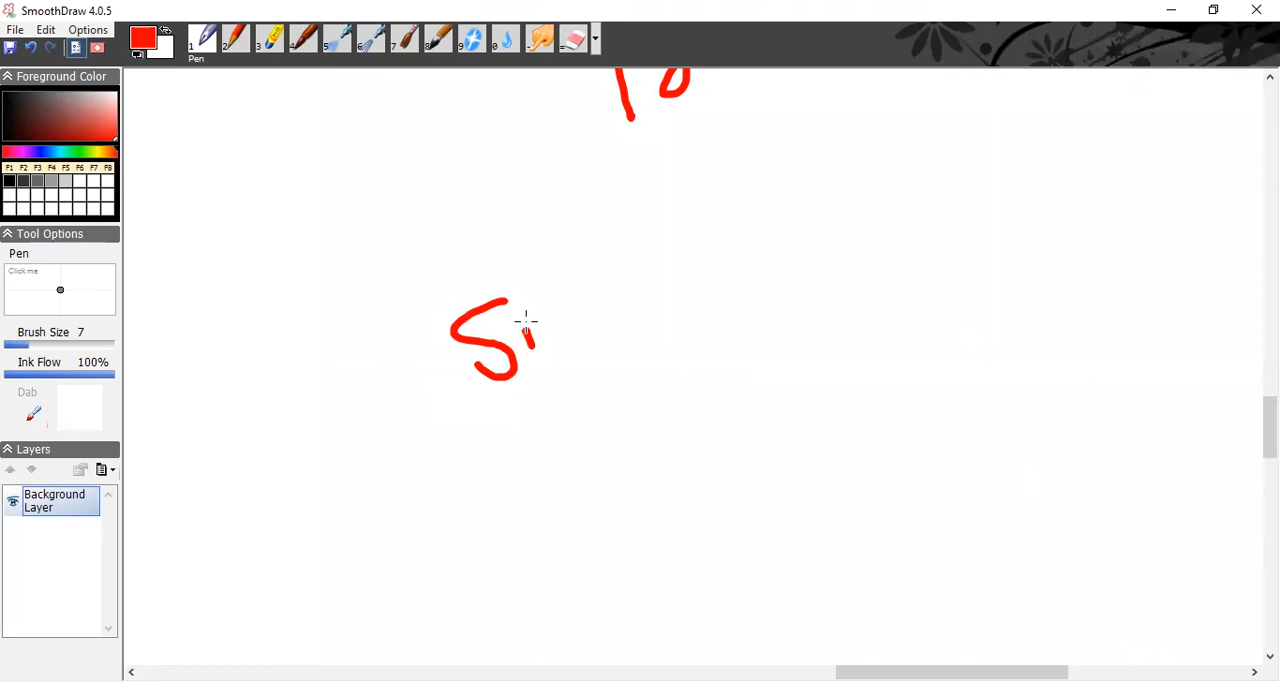 SmoothDraw 4.0.5
File Edit Options
1 2 3 4 5 6 7 8 9 0 - =
Pen
Foreground Color
F1 F2 F3 F4 F5 F6 F7 F8
Tool Options
Pen
Click me
Brush Size 7
Ink Flow 100%
Dab
Layers
Background
Layer
Si